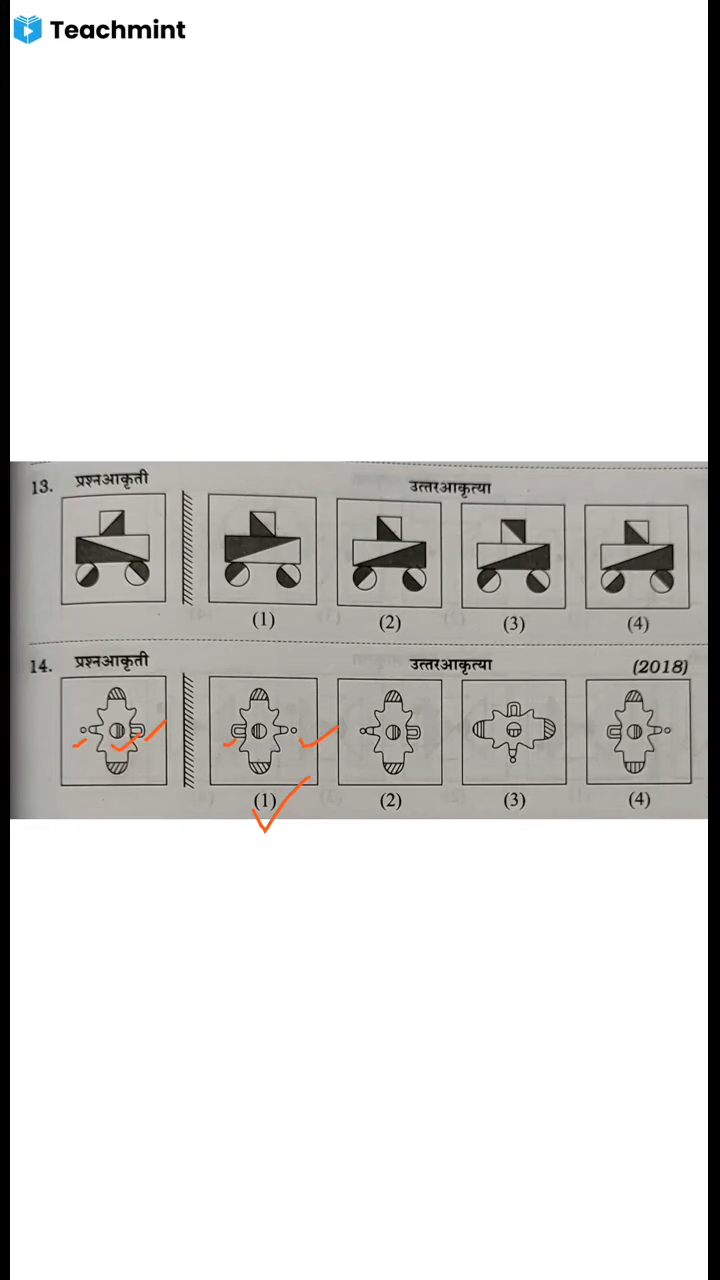 Teachmint
13. प्रश्नआकृती उत्तरआकृत्या
(1) (2) (3) (4)
14. प्रश्नआकृती उत्तरआकृत्या (2018)
(1) (2) (3) (4)